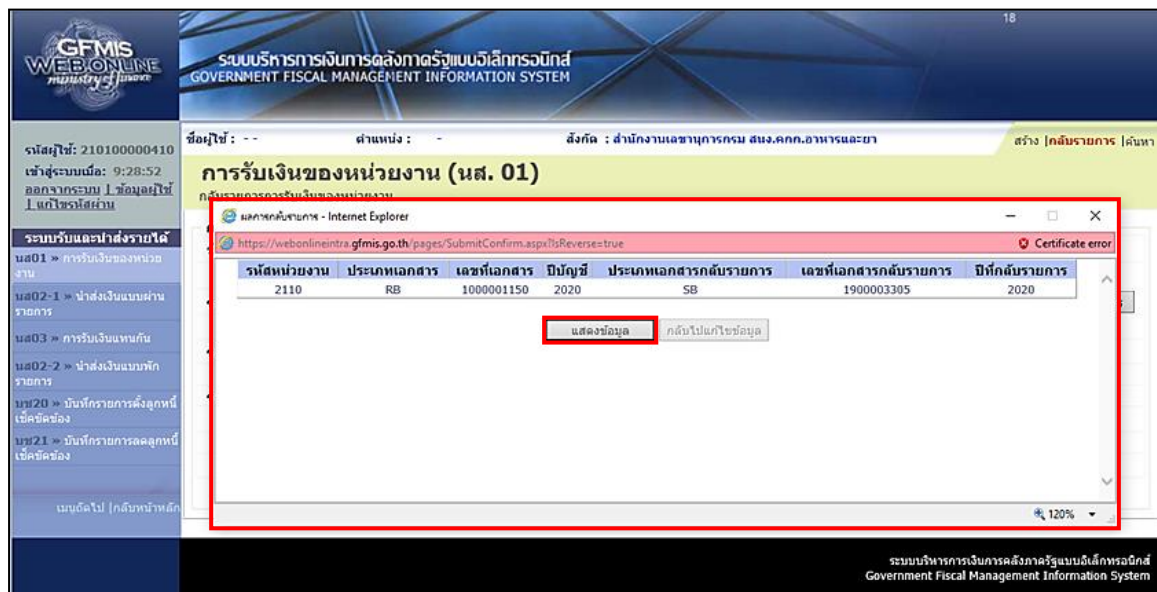 18
GFMIS
WEB ONLINE
ministry of finance
ระบบบริหารการเงินการคลังภาครัฐแบบอิเล็กทรอนิกส์
GOVERNMENT FISCAL MANAGEMENT INFORMATION SYSTEM
รหัสผู้ใช้: 210100000410
เข้าสู่ระบบเมื่อ: 9:28:52
ออกจากระบบ | ข้อมูลผู้ใช้
| แก้ไขรหัสผ่าน
ระบบรับและนำส่งรายได้
นส01 » การรับเงินของหน่วย
งาน
นส02-1 » นำส่งเงินแบบผ่าน
รายการ
นส03 » การรับเงินแทนกัน
นส02-2 » นำส่งเงินแบบพัก
รายการ
บช20 » บันทึกรายการตั้งลูกหนี้
เช็คขัดข้อง
บช21 » บันทึกรายการลดลูกหนี้
เช็คขัดข้อง
เมนูถัดไป |กลับหน้าหลัก
ชื่อผู้ใช้ : - - ตำแหน่ง : - สังกัด : สำนักงานเลขานุการกรม สนง.คกก.อาหารและยา
สร้าง |กลับรายการ |ค้นหา
การรับเงินของหน่วยงาน (นส. 01)
กลับรายการการรับเงินของหน่วยงาน
ผลการกลับรายการ - Internet Explorer
https://webonlineintra.gfmis.go.th/pages/SubmitConfirm.aspx?IsReverse=true Certificate error
รหัสหน่วยงาน ประเภทเอกสาร เลขที่เอกสาร ปีบัญชี ประเภทเอกสารกลับรายการ เลขที่เอกสารกลับรายการ ปีที่กลับรายการ
2110 RB 1000001150 2020 SB 1900003305 2020
แสดงข้อมูล กลับไปแก้ไขข้อมูล
120%
ระบบบริหารการเงินการคลังภาครัฐแบบอิเล็กทรอนิกส์
Government Fiscal Management Information System